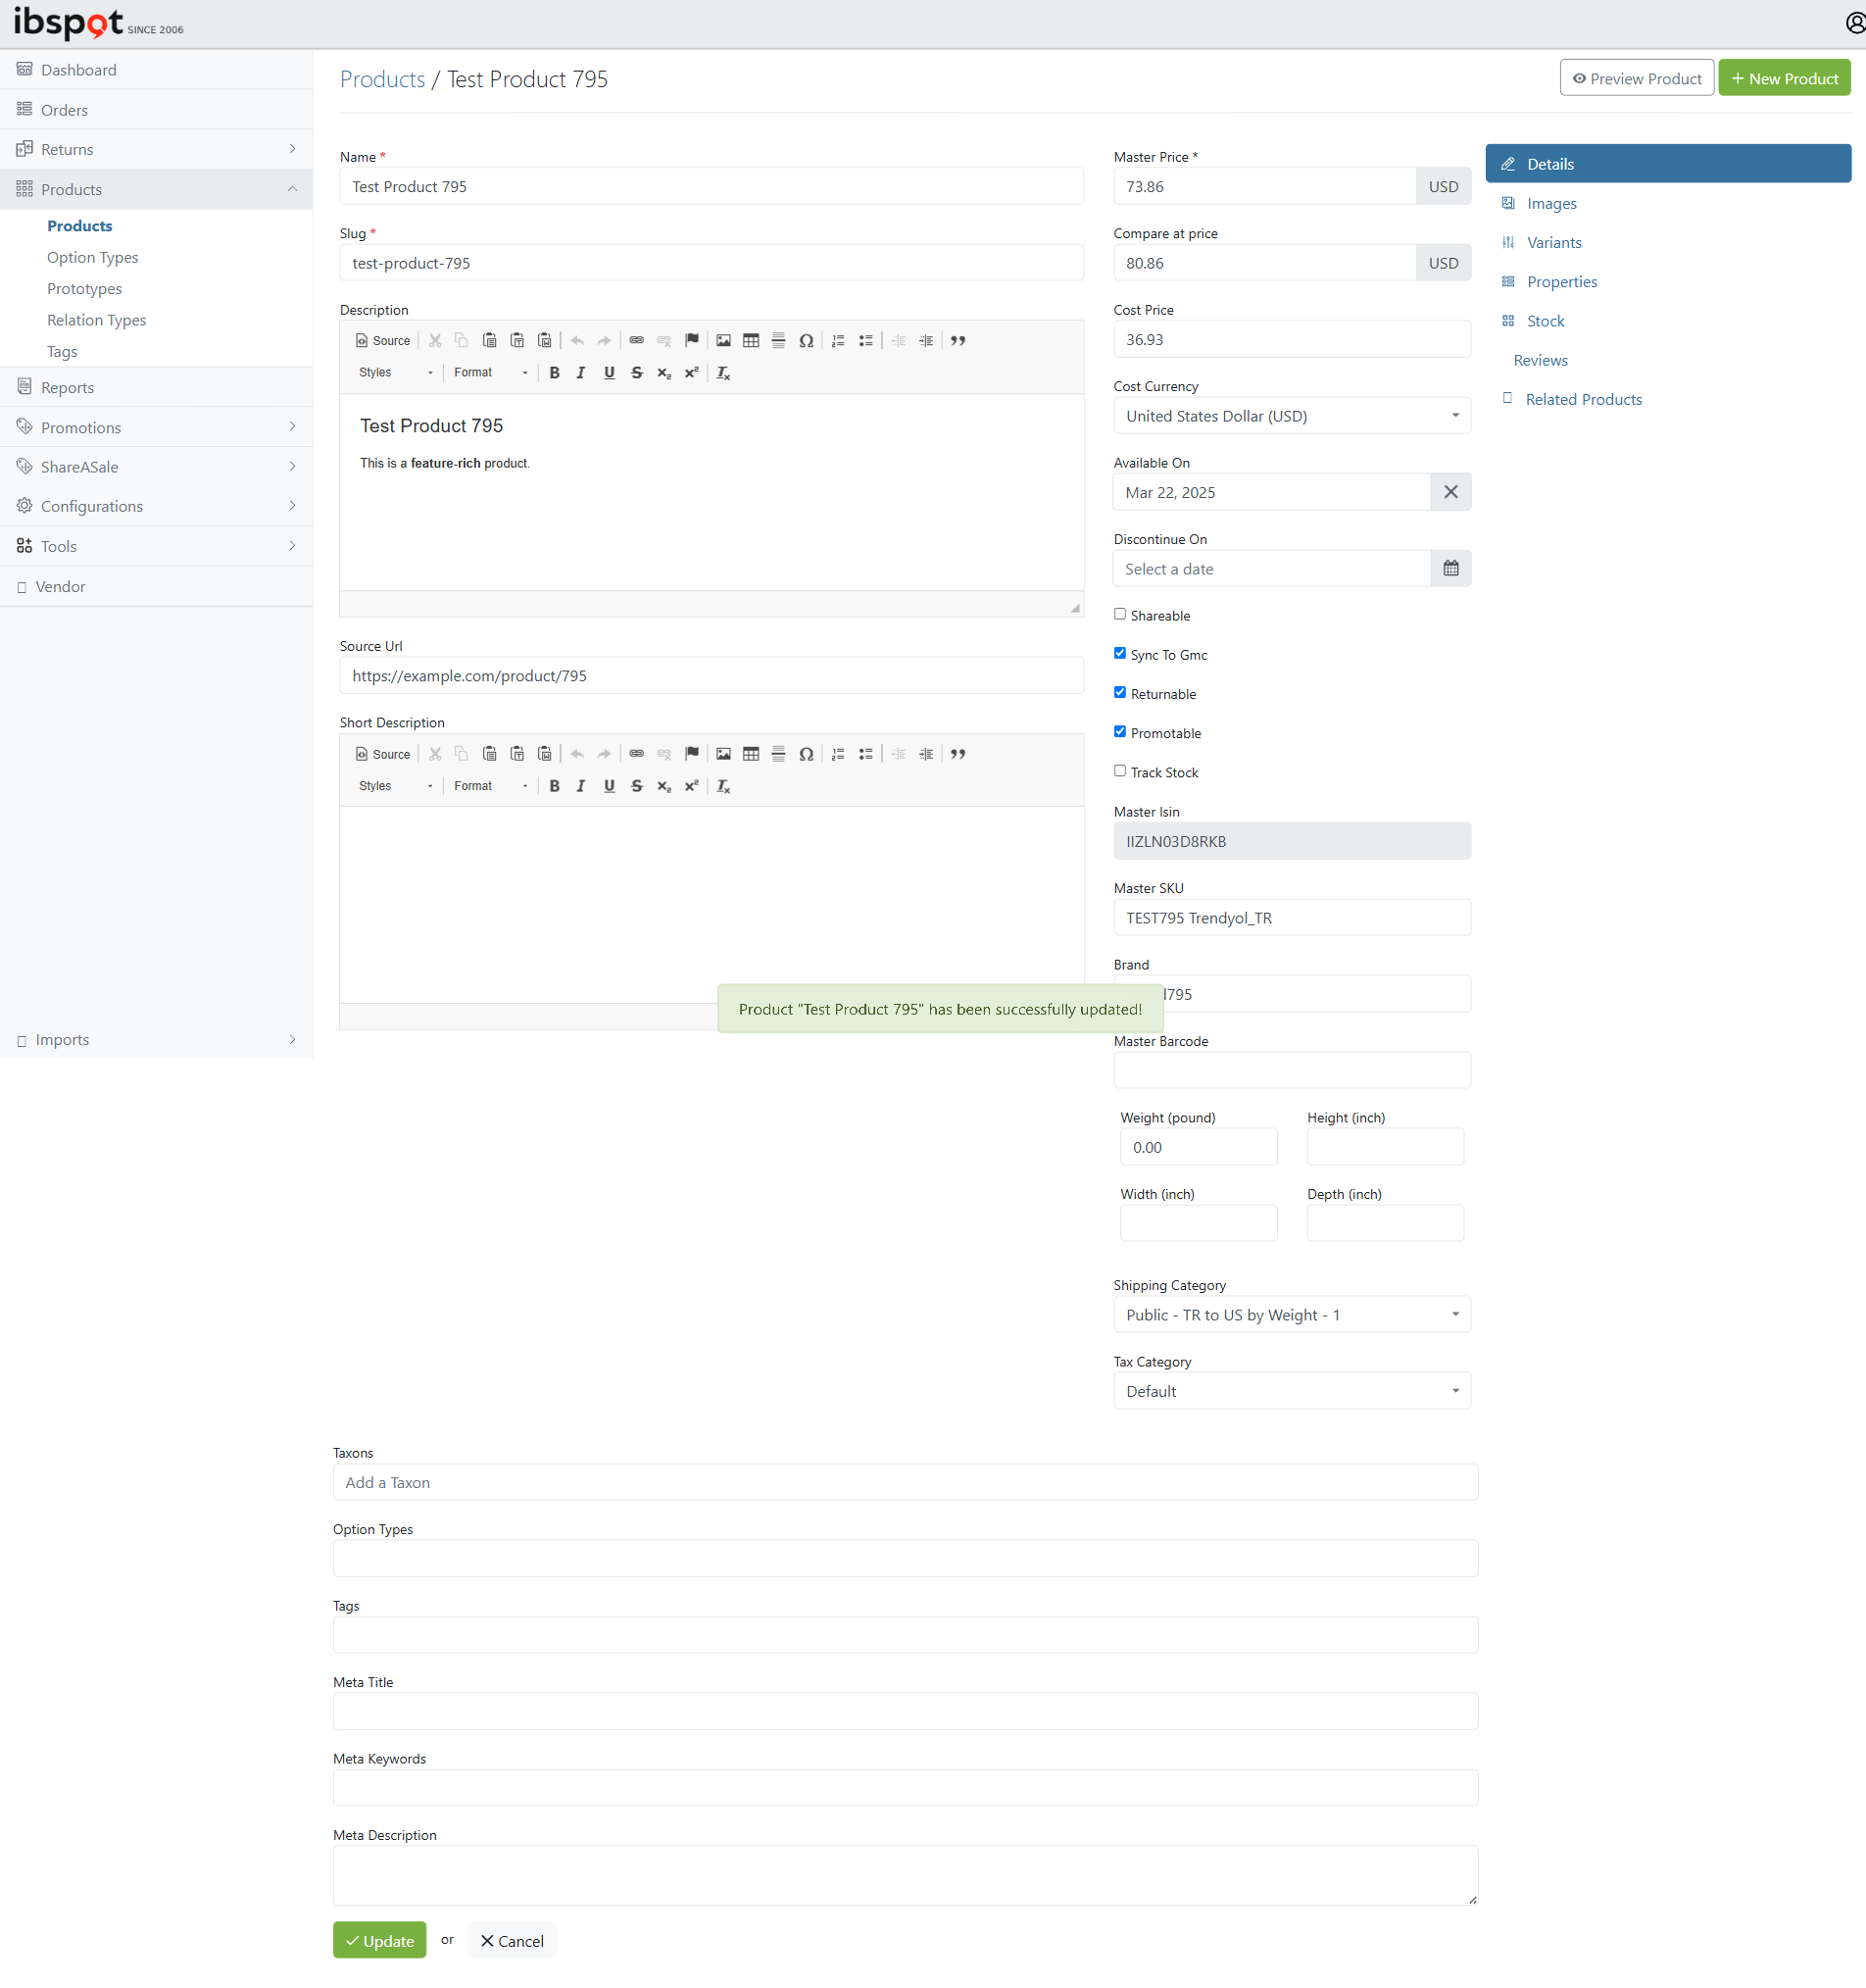 ibspot SINCE 2006
Dashboard
Orders
Returns
Products
Products
Option Types
Prototypes
Relation Types
Tags
Reports
Promotions
ShareASale
Configurations
Tools
Vendor
Imports
Products / Test Product 795
Preview Product
New Product
Name *
Test Product 795
Slug *
test-product-795
Description
Source
Styles Format B I U S x₂ x² Tx
Test Product 795
This is a feature-rich product.
Source Url
https://example.com/product/795
Short Description
Source
Styles Format B I U S x₂ x² Tx
Product "Test Product 795" has been successfully updated!
Master Price *
73.86 USD
Compare at price
80.86 USD
Cost Price
36.93
Cost Currency
United States Dollar (USD)
Available On
Mar 22, 2025
Discontinue On
Select a date
Shareable
Sync To Gmc
Returnable
Promotable
Track Stock
Master Isin
IIZLN03D8RKB
Master SKU
TEST795 Trendyol_TR
Brand
795
Master Barcode
Weight (pound) Height (inch)
0.00
Width (inch) Depth (inch)
Shipping Category
Public - TR to US by Weight - 1
Tax Category
Default
Details
Images
Variants
Properties
Stock
Reviews
Related Products
Taxons
Add a Taxon
Option Types
Tags
Meta Title
Meta Keywords
Meta Description
Update or Cancel